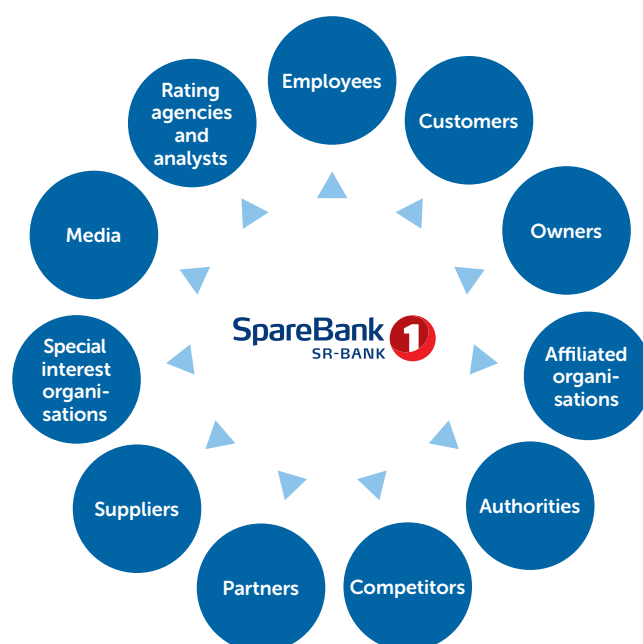 Employees
Customers
Owners
Affiliated
organi-
sations
Authorities
Competitors
Partners
Suppliers
Special
interest
organi-
sations
Media
Rating
agencies
and
analysts
SpareBank 1
SR-BANK